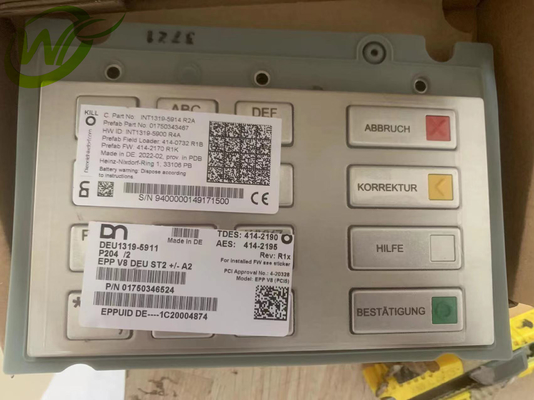 3721
ABC
DEF
KILL
C. Part No: INT1319-5914 R2A
Prefab Part No: 01750343467
HW ID: INT1319-5900 R4A
Prefab Field Loader: 414-0732 R1B
Prefab FW: 414-2170 R1K
Made in DE, 2022-02, prov. in PDB
Heinz-Nixdorf-Ring 1, 33106 PB
Battery warning: Dispose according
to instructions.
S/N 9400000149171500
CE
ABBRUCH
KORREKTUR
HILFE
BESTÄTIGUNG
DN
Made in DE
TDES: 414-2190
AES: 414-2195
Rev: R1x
For installed FW see sticker
PCI Approval No.: 4-20328
Model: EPP V8 (PCI5)
DEU1319-5911
P204 /2
EPP V8 DEU ST2 +/- A2
P/N 01750346524
EPPUID DE----1C20004874
*